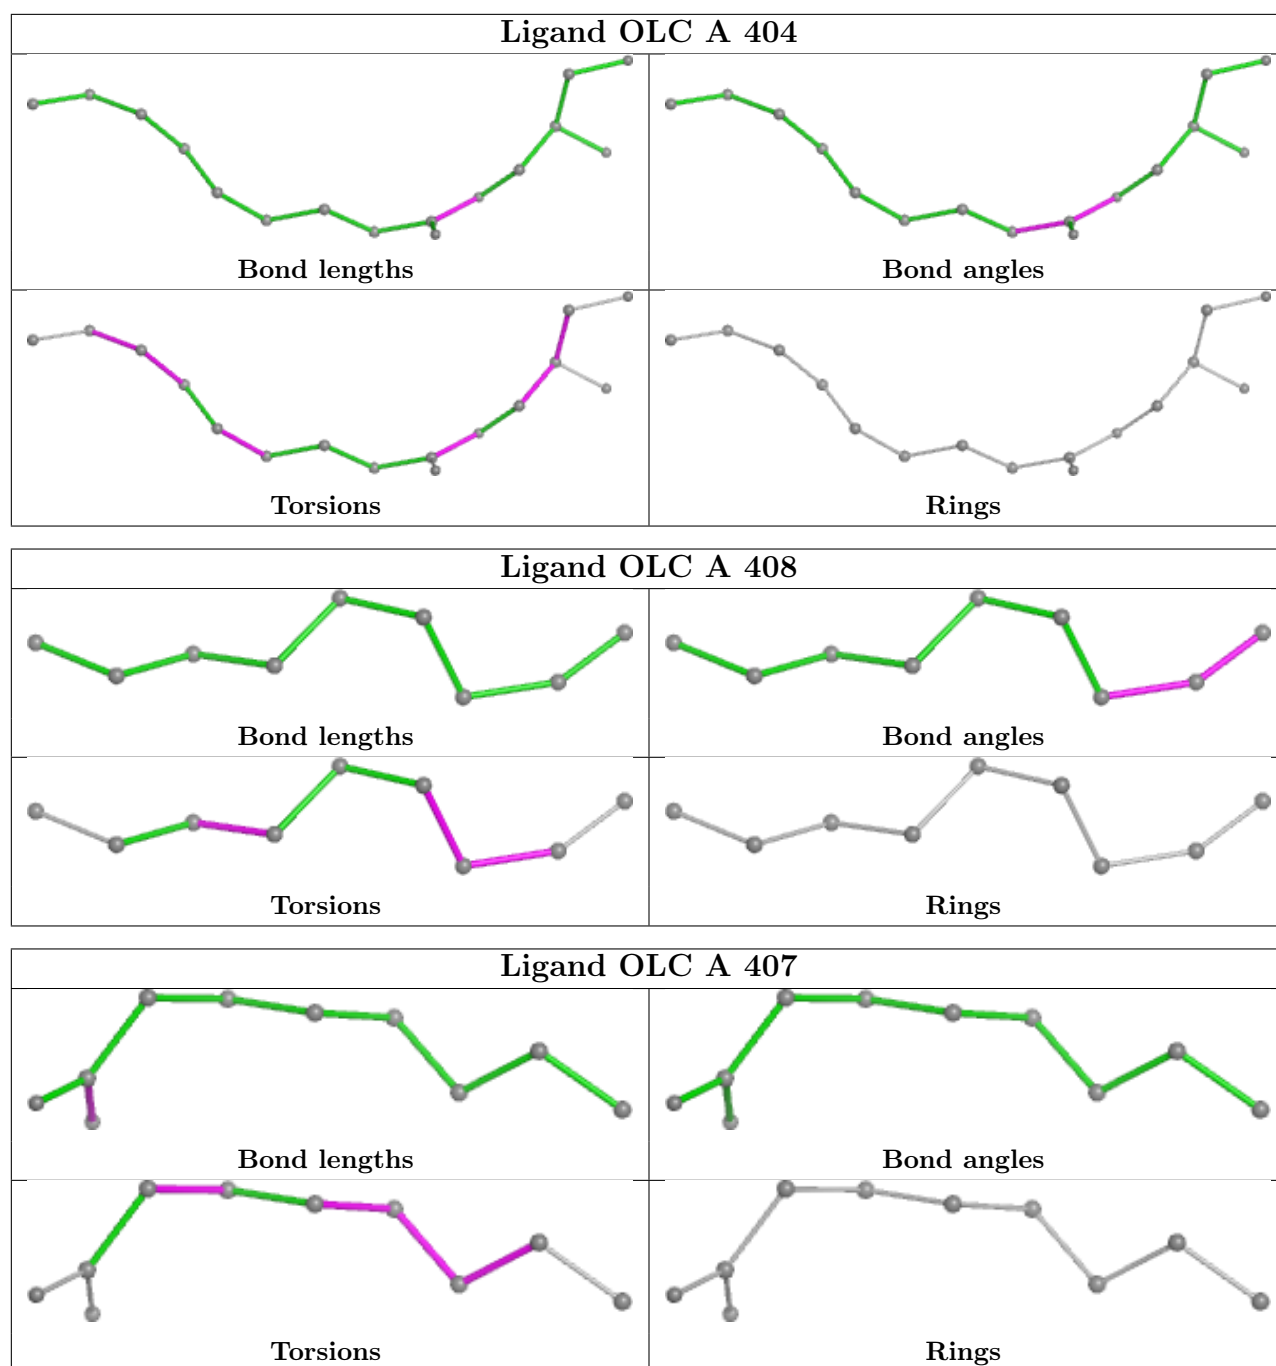 Ligand OLC A 404
Bond lengths
Bond angles
Torsions
Rings
Ligand OLC A 408
Bond lengths
Bond angles
Torsions
Rings
Ligand OLC A 407
Bond lengths
Bond angles
Torsions
Rings